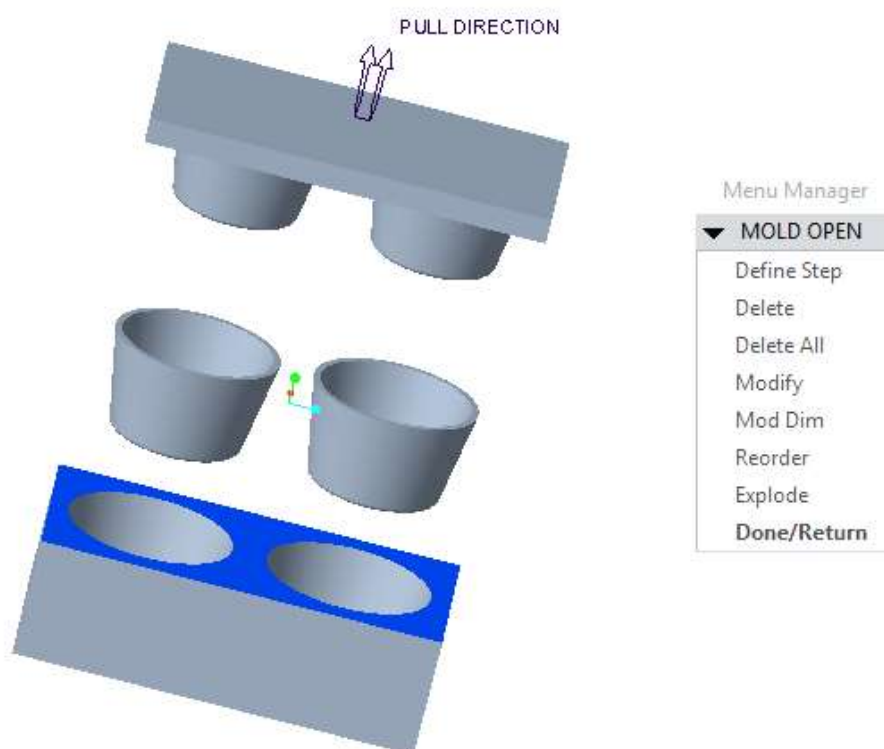 PULL DIRECTION
Menu Manager
MOLD OPEN
Define Step
Delete
Delete All
Modify
Mod Dim
Reorder
Explode
Done/Return